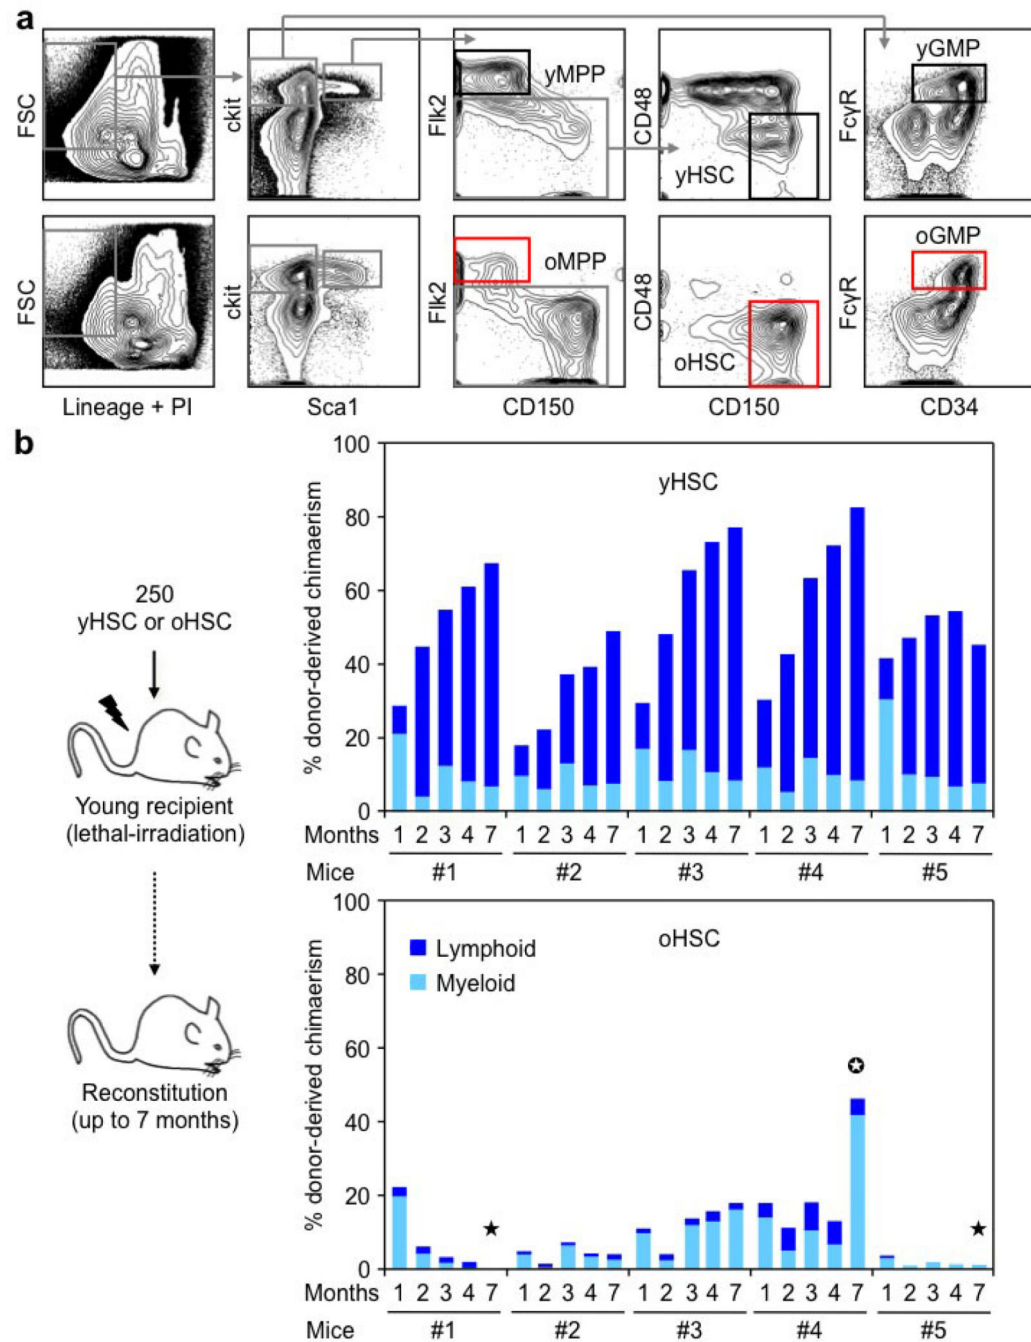 a
FSC
ckit
Flk2
yMPP
CD48
yHSC
FcγR
yGMP
FSC
ckit
Flk2
oMPP
CD48
oHSC
FcγR
oGMP
Lineage + PI
Sca1
CD150
CD150
CD34
b
250
yHSC or oHSC
Young recipient
(lethal-irradiation)
Reconstitution
(up to 7 months)
% donor-derived chimaerism
100
80
60
40
20
0
yHSC
Months 1 2 3 4 7 1 2 3 4 7 1 2 3 4 7 1 2 3 4 7 1 2 3 4 7
Mice #1 #2 #3 #4 #5
% donor-derived chimaerism
100
80
60
40
20
0
oHSC
Lymphoid
Myeloid
Months 1 2 3 4 7 1 2 3 4 7 1 2 3 4 7 1 2 3 4 7 1 2 3 4 7
Mice #1 #2 #3 #4 #5